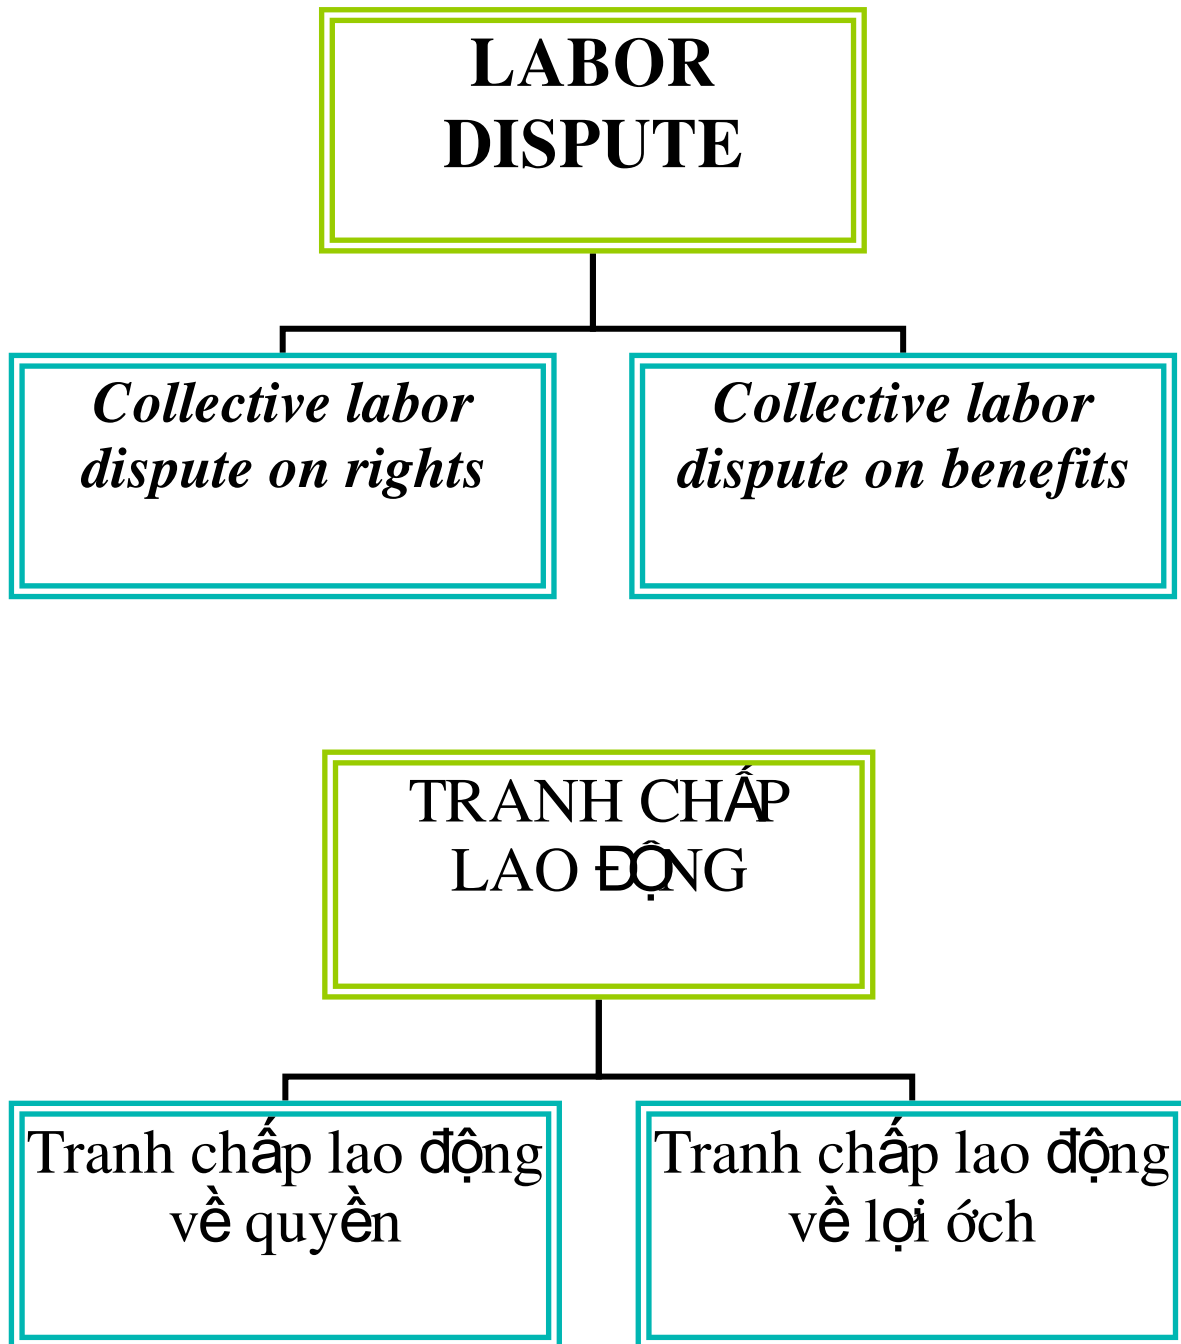 LABOR
DISPUTE
Collective labor
dispute on rights
Collective labor
dispute on benefits
TRANH CHẤP
LAO ĐỘNG
Tranh chấp lao động
về quyền
Tranh chấp lao động
về lợi ớch